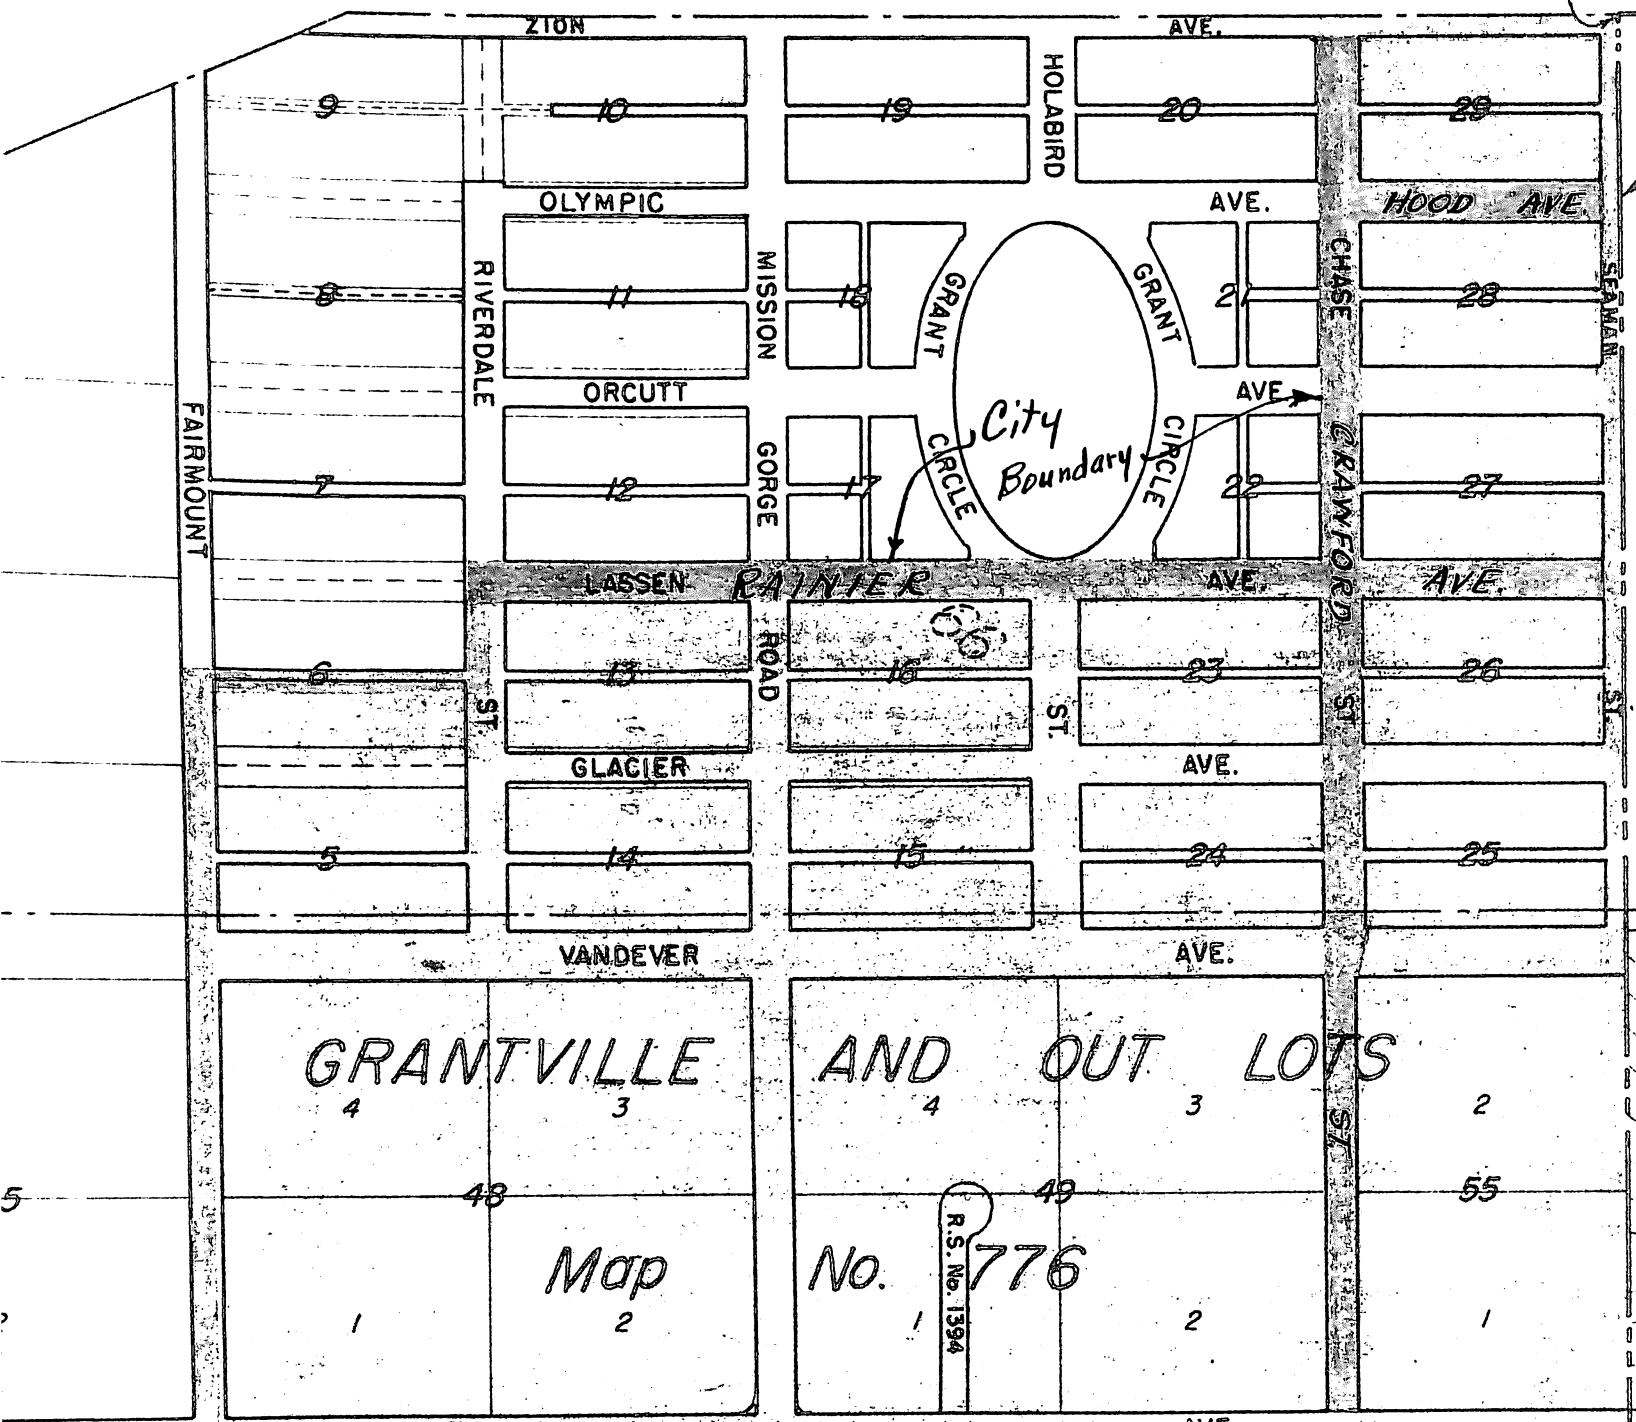 ZION AVE.
9 10 19 HOLABIRD 20 29
OLYMPIC AVE. HOOD AVE.
8 RIVERDALE 11 MISSION 18 GRANT GRANT 21 CHASE 28 SEAMAN
ORCUTT AVE.
FAIRMOUNT
City
Boundary
7 12 GORGE 17 CIRCLE CIRCLE 22 CRAWFORD 27
LASSEN RAINIER AVE. AVE.
6 ST. 13 ROAD 16 ST. 23 ST. 26 ST.
GLACIER AVE.
5 14 15 24 25
VANDEVER AVE.
GRANTVILLE AND OUT LOTS
4 3 4 3 ST. 2
5 48 49 55
Map No. 776
R.S. No. 1394
1 2 1 2 1